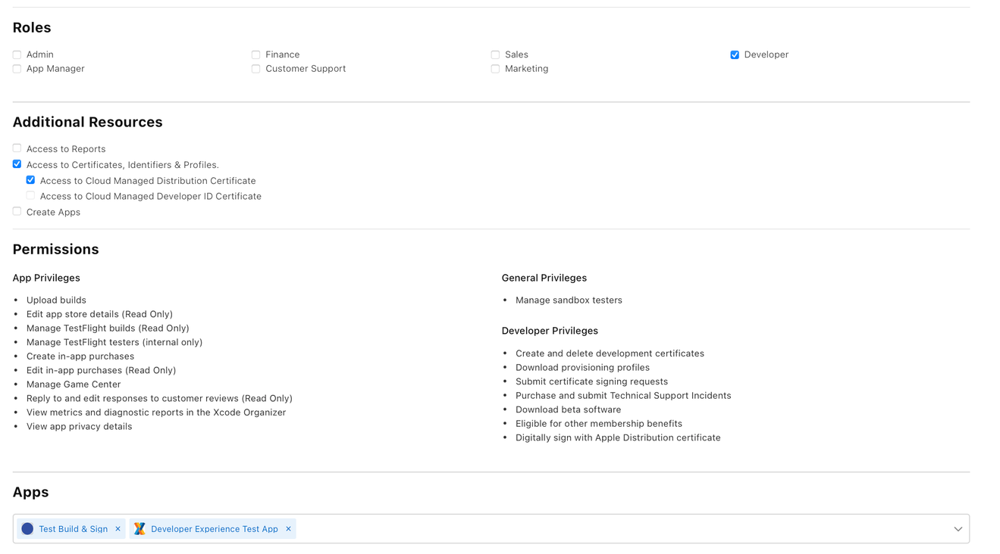 Roles
Admin
Finance
Sales
Developer
App Manager
Customer Support
Marketing
Additional Resources
Access to Reports
Access to Certificates, Identifiers & Profiles.
Access to Cloud Managed Distribution Certificate
Access to Cloud Managed Developer ID Certificate
Create Apps
Permissions
App Privileges
• Upload builds
• Edit app store details (Read Only)
• Manage TestFlight builds (Read Only)
• Manage TestFlight testers (internal only)
• Create in-app purchases
• Edit in-app purchases (Read Only)
• Manage Game Center
• Reply to and edit responses to customer reviews (Read Only)
• View metrics and diagnostic reports in the Xcode Organizer
• View app privacy details
General Privileges
• Manage sandbox testers
Developer Privileges
• Create and delete development certificates
• Download provisioning profiles
• Submit certificate signing requests
• Purchase and submit Technical Support Incidents
• Download beta software
• Eligible for other membership benefits
• Digitally sign with Apple Distribution certificate
Apps
Test Build & Sign × Developer Experience Test App ×